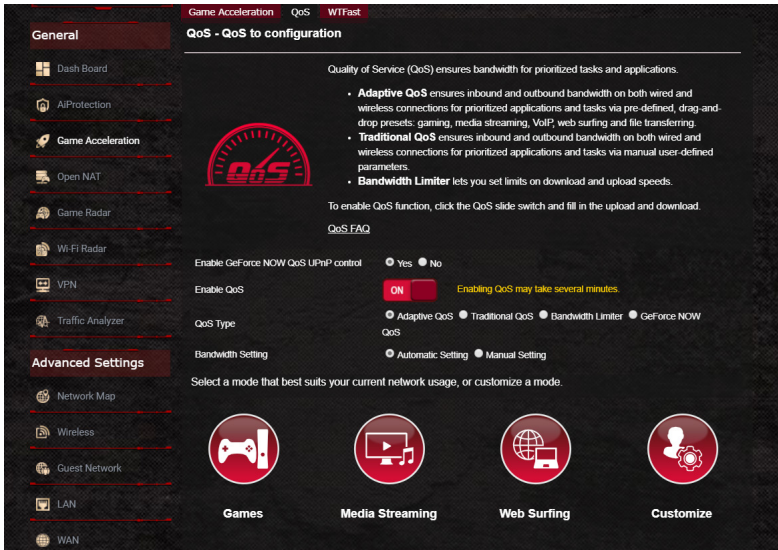 Game Acceleration QoS WTFast
General
QoS - QoS to configuration
Dash Board
AiProtection
Game Acceleration
Open NAT
Game Radar
Wi-Fi Radar
VPN
Traffic Analyzer
Advanced Settings
Network Map
Wireless
Guest Network
LAN
WAN
QoS
Quality of Service (QoS) ensures bandwidth for prioritized tasks and applications.
• Adaptive QoS ensures inbound and outbound bandwidth on both wired and
wireless connections for prioritized applications and tasks via pre-defined, drag-and-
drop presets: gaming, media streaming, VoIP, web surfing and file transferring.
• Traditional QoS ensures inbound and outbound bandwidth on both wired and
wireless connections for prioritized applications and tasks via manual user-defined
parameters.
• Bandwidth Limiter lets you set limits on download and upload speeds.
To enable QoS function, click the QoS slide switch and fill in the upload and download.
QoS FAQ
Enable GeForce NOW QoS UPnP control Yes No
Enable QoS ON Enabling QoS may take several minutes.
QoS Type Adaptive QoS Traditional QoS Bandwidth Limiter GeForce NOW
QoS
Bandwidth Setting Automatic Setting Manual Setting
Select a mode that best suits your current network usage, or customize a mode.
Games Media Streaming Web Surfing Customize